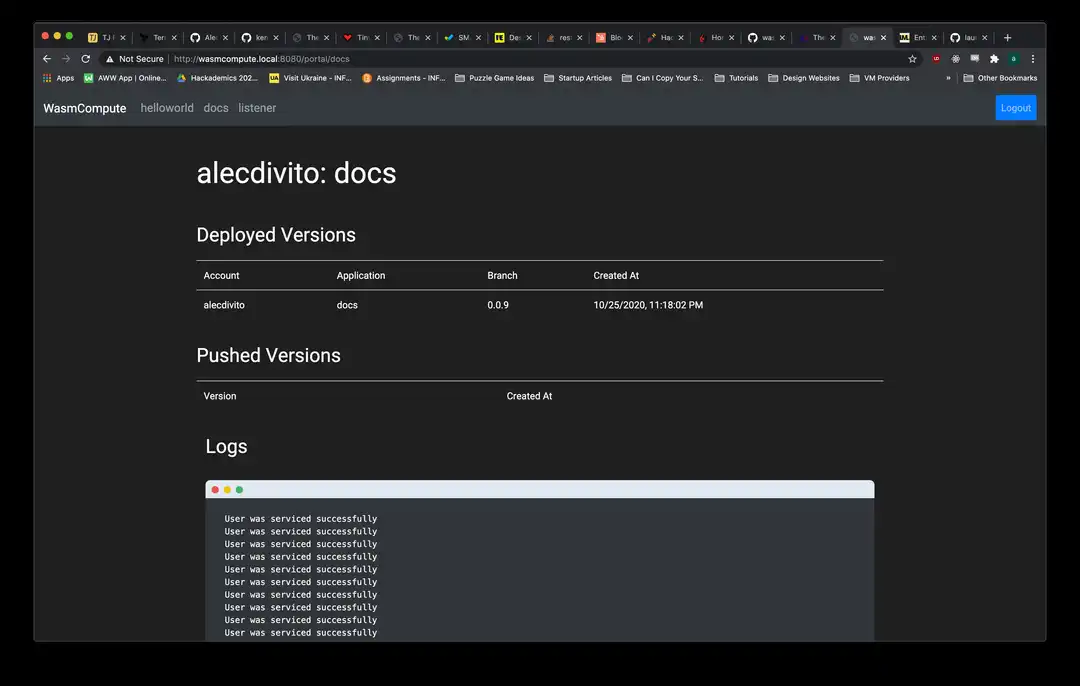 TJ Ter Ale ker The Tin The SM De res Blo Hac Ho was The was Ent lau
Not Secure http://wasmcompute.local:8080/portal/docs
Apps AWW App | Online... Hackademics 202... Visit Ukraine - INF... Assignments - INF... Puzzle Game Ideas Startup Articles Can I Copy Your S... Tutorials Design Websites VM Providers » Other Bookmarks
WasmCompute helloworld docs listener Logout
alecdivito: docs
Deployed Versions
Account Application Branch Created At
alecdivito docs 0.0.9 10/25/2020, 11:18:02 PM
Pushed Versions
Version Created At
Logs
User was serviced successfully
User was serviced successfully
User was serviced successfully
User was serviced successfully
User was serviced successfully
User was serviced successfully
User was serviced successfully
User was serviced successfully
User was serviced successfully
User was serviced successfully